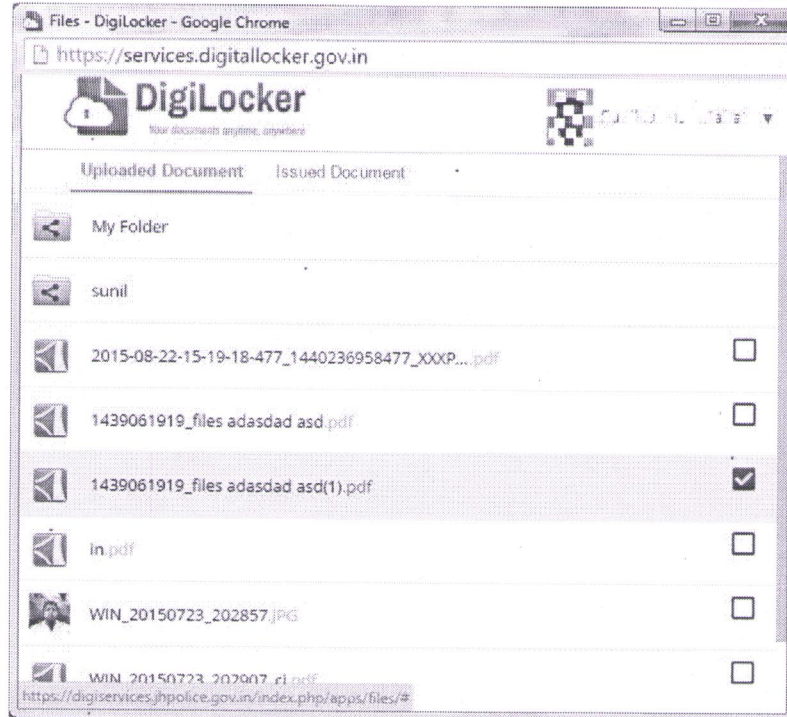 Files - DigiLocker - Google Chrome
https://services.digitallocker.gov.in
DigiLocker
Your documents anytime, anywhere
Uploaded Document Issued Document
My Folder
sunil
2015-08-22-15-19-18-477_1440236958477_XXXP....pdf
1439061919_files adasdad asd.pdf
1439061919_files adasdad asd(1).pdf
in.pdf
WIN_20150723_202857.JPG
WIN_20150723_202907_ci.pdf
https://digiservices.jhpolice.gov.in/index.php/apps/files/#